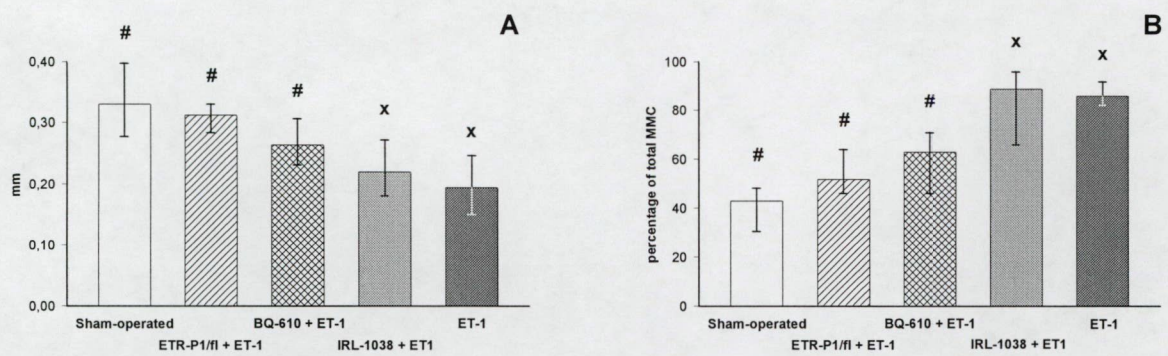 A
#
#
#
x
x
0,40
0,30
0,20
0,10
0,00
mm
Sham-operated
BQ-610 + ET-1
ET-1
ETR-P1/fl + ET-1
IRL-1038 + ET1
B
#
#
#
x
x
100
80
60
40
20
0
percentage of total MMC
Sham-operated
BQ-610 + ET-1
ET-1
ETR-P1/fl + ET-1
IRL-1038 + ET1